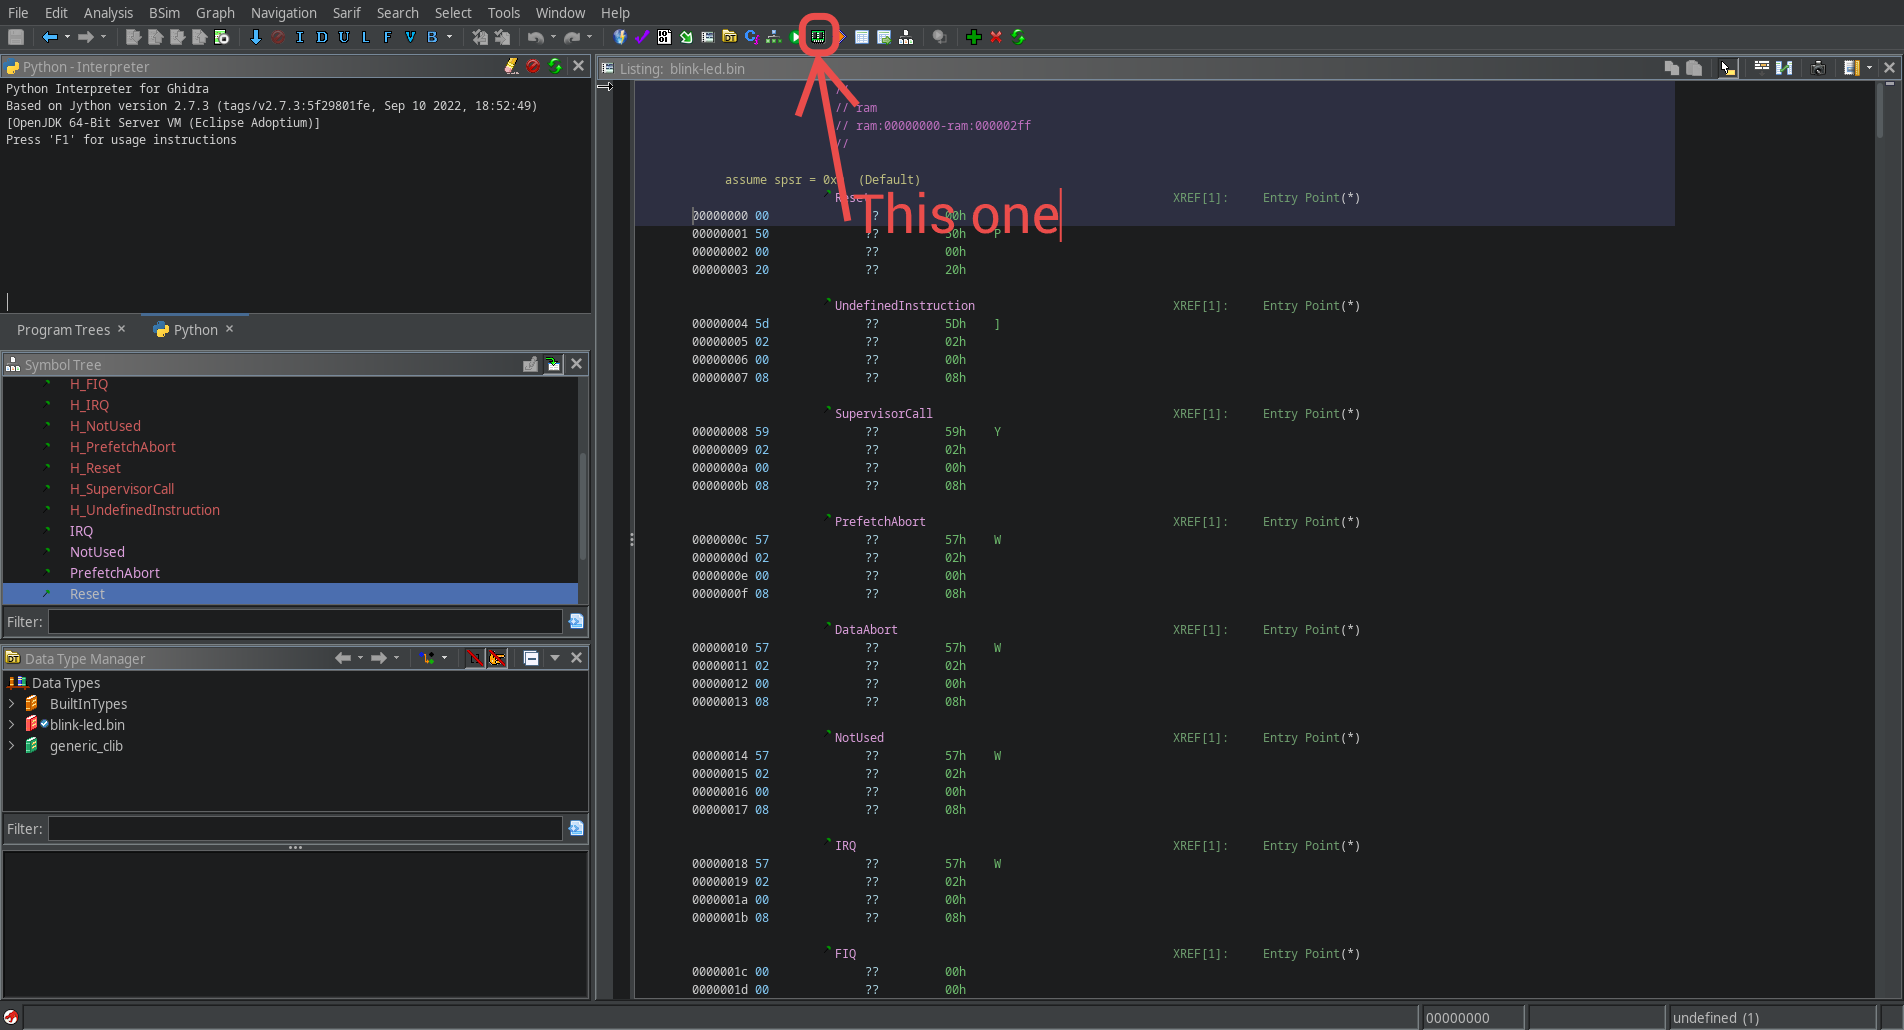 File Edit Analysis BSim Graph Navigation Sarif Search Select Tools Window Help
I D U L F V B
Python - Interpreter
Python Interpreter for Ghidra
Based on Jython version 2.7.3 (tags/v2.7.3:5f29801fe, Sep 10 2022, 18:52:49)
[OpenJDK 64-Bit Server VM (Eclipse Adoptium)]
Press 'F1' for usage instructions
Program Trees
Python
Symbol Tree
H_FIQ
H_IRQ
H_NotUsed
H_PrefetchAbort
H_Reset
H_SupervisorCall
H_UndefinedInstruction
IRQ
NotUsed
PrefetchAbort
Reset
Filter:
Data Type Manager
Data Types
BuiltInTypes
blink-led.bin
generic_clib
Filter:
Listing: blink-led.bin
//
// ram
// ram:00000000-ram:000002ff
//
assume spsr = 0x (Default)
Reset XREF[1]: Entry Point(*)
This one
00000000 00 ? 00h
00000001 50 ?? 50h P
00000002 00 ?? 00h
00000003 20 ?? 20h
UndefinedInstruction XREF[1]: Entry Point(*)
00000004 5d ?? 5Dh ]
00000005 02 ?? 02h
00000006 00 ?? 00h
00000007 08 ?? 08h
SupervisorCall XREF[1]: Entry Point(*)
00000008 59 ?? 59h Y
00000009 02 ?? 02h
0000000a 00 ?? 00h
0000000b 08 ?? 08h
PrefetchAbort XREF[1]: Entry Point(*)
0000000c 57 ?? 57h W
0000000d 02 ?? 02h
0000000e 00 ?? 00h
0000000f 08 ?? 08h
DataAbort XREF[1]: Entry Point(*)
00000010 57 ?? 57h W
00000011 02 ?? 02h
00000012 00 ?? 00h
00000013 08 ?? 08h
NotUsed XREF[1]: Entry Point(*)
00000014 57 ?? 57h W
00000015 02 ?? 02h
00000016 00 ?? 00h
00000017 08 ?? 08h
IRQ XREF[1]: Entry Point(*)
00000018 57 ?? 57h W
00000019 02 ?? 02h
0000001a 00 ?? 00h
0000001b 08 ?? 08h
FIQ XREF[1]: Entry Point(*)
0000001c 00 ?? 00h
0000001d 00 ?? 00h
00000000
undefined (1)